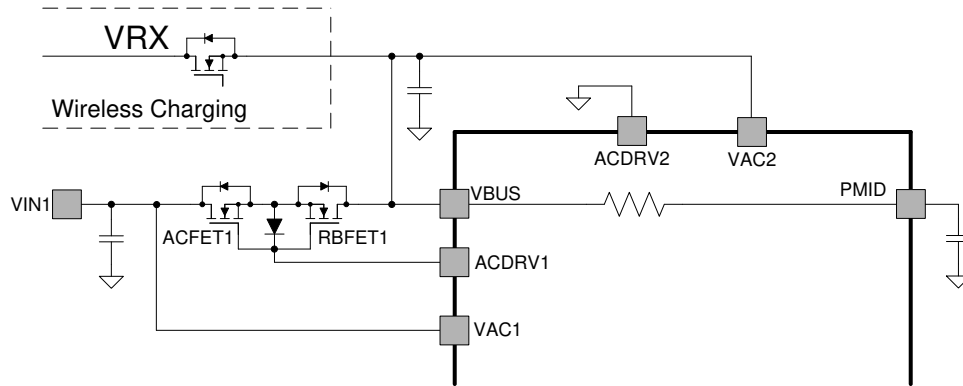 VRX
Wireless Charging
ACDRV2
VAC2
VIN1
VBUS
PMID
ACFET1
RBFET1
ACDRV1
VAC1